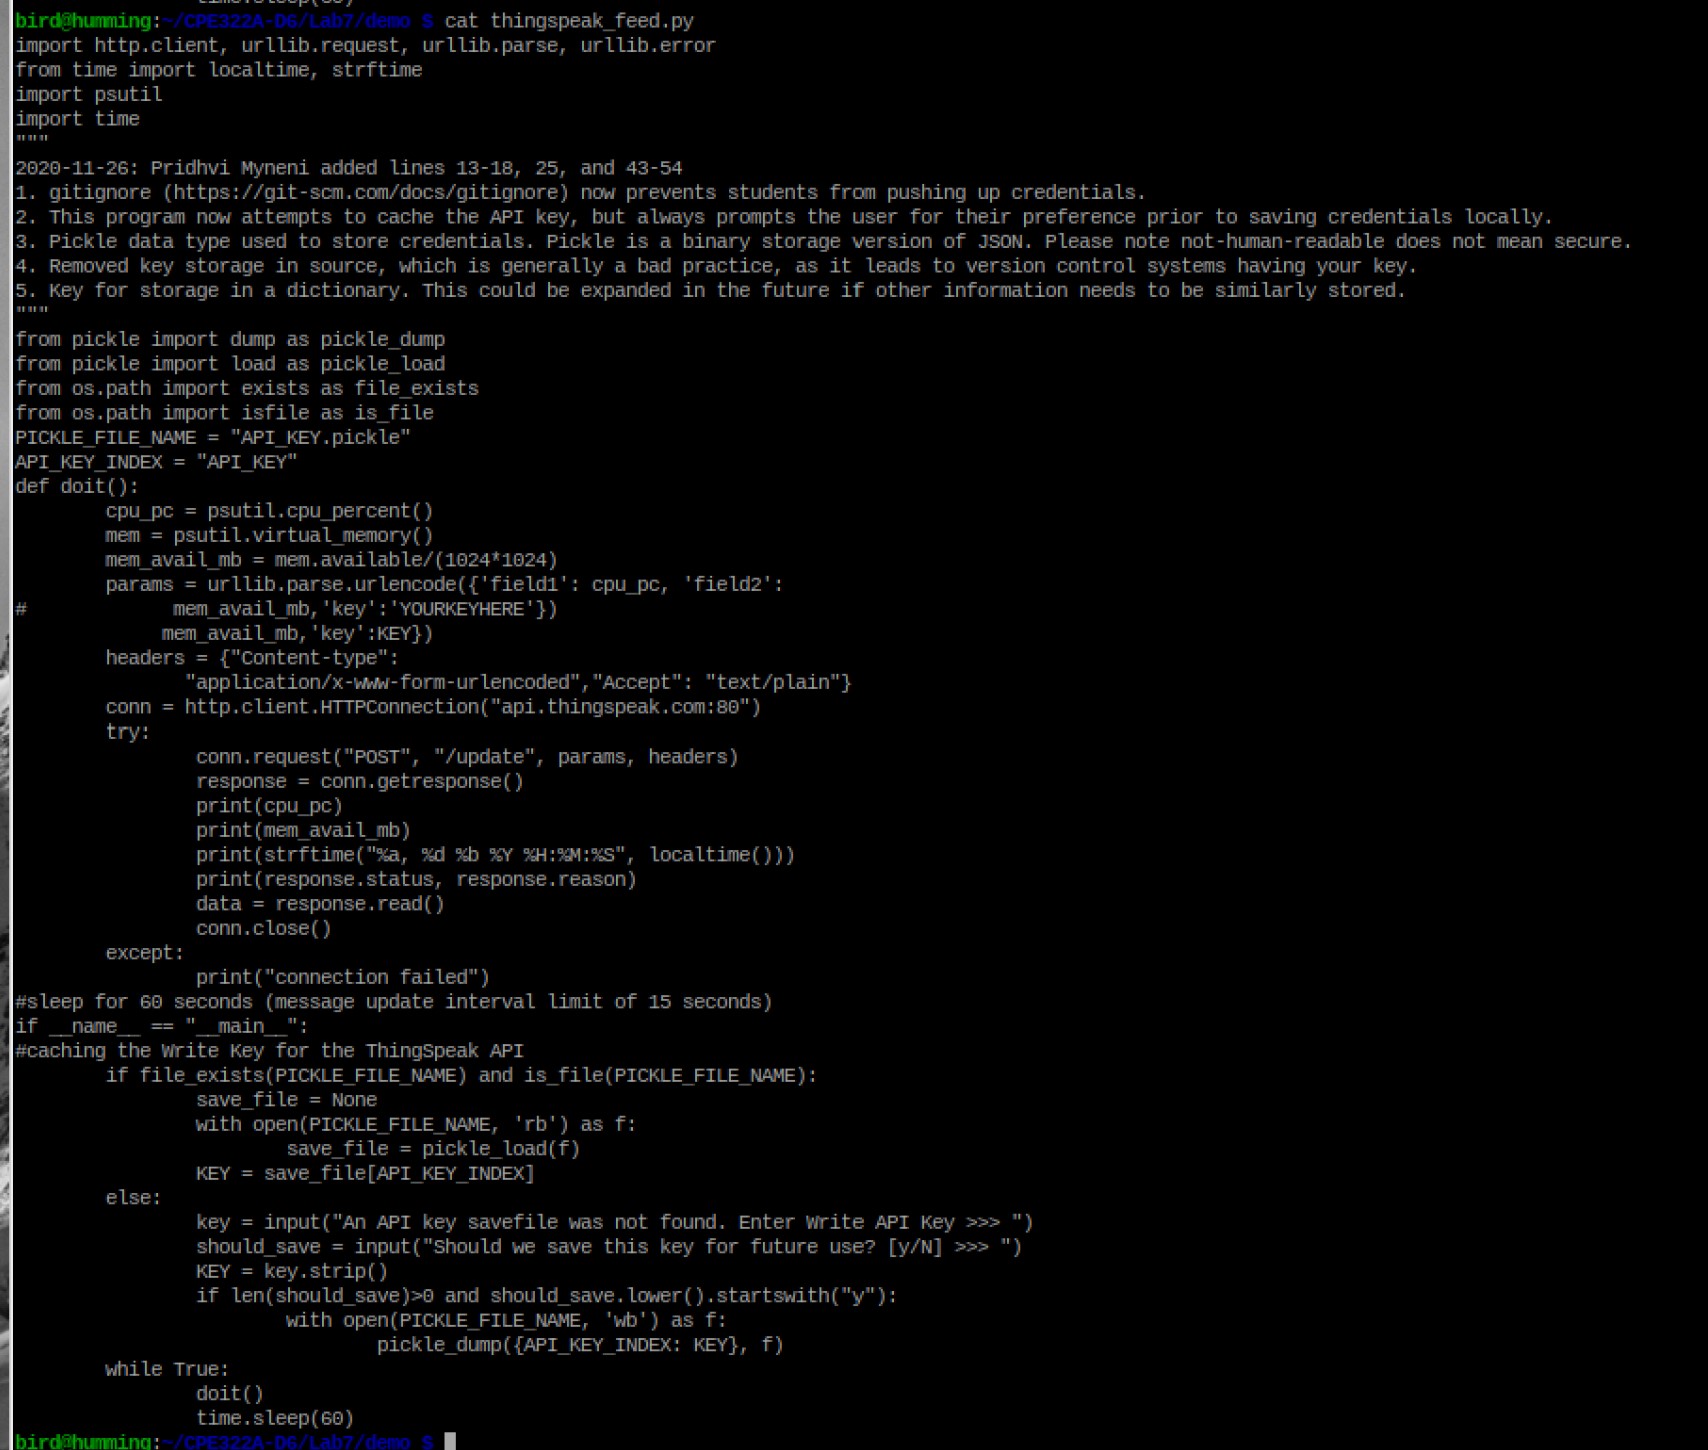 time.sleep(60)
bird@humming:~/CPE322A-D6/Lab7/demo $ cat thingspeak_feed.py
import http.client, urllib.request, urllib.parse, urllib.error
from time import localtime, strftime
import psutil
import time
"""
2020-11-26: Pridhvi Myneni added lines 13-18, 25, and 43-54
1. gitignore (https://git-scm.com/docs/gitignore) now prevents students from pushing up credentials.
2. This program now attempts to cache the API key, but always prompts the user for their preference prior to saving credentials locally.
3. Pickle data type used to store credentials. Pickle is a binary storage version of JSON. Please note not-human-readable does not mean secure.
4. Removed key storage in source, which is generally a bad practice, as it leads to version control systems having your key.
5. Key for storage in a dictionary. This could be expanded in the future if other information needs to be similarly stored.
"""
from pickle import dump as pickle_dump
from pickle import load as pickle_load
from os.path import exists as file_exists
from os.path import isfile as is_file
PICKLE_FILE_NAME = "API_KEY.pickle"
API_KEY_INDEX = "API_KEY"
def doit():
        cpu_pc = psutil.cpu_percent()
        mem = psutil.virtual_memory()
        mem_avail_mb = mem.available/(1024*1024)
        params = urllib.parse.urlencode({'field1': cpu_pc, 'field2':
#             mem_avail_mb,'key':'YOURKEYHERE'})
             mem_avail_mb,'key':KEY})
        headers = {"Content-type":
               "application/x-www-form-urlencoded","Accept": "text/plain"}
        conn = http.client.HTTPConnection("api.thingspeak.com:80")
        try:
                conn.request("POST", "/update", params, headers)
                response = conn.getresponse()
                print(cpu_pc)
                print(mem_avail_mb)
                print(strftime("%a, %d %b %Y %H:%M:%S", localtime()))
                print(response.status, response.reason)
                data = response.read()
                conn.close()
        except:
                print("connection failed")
#sleep for 60 seconds (message update interval limit of 15 seconds)
if __name__ == "__main__":
#caching the Write Key for the ThingSpeak API
        if file_exists(PICKLE_FILE_NAME) and is_file(PICKLE_FILE_NAME):
                save_file = None
                with open(PICKLE_FILE_NAME, 'rb') as f:
                        save_file = pickle_load(f)
                KEY = save_file[API_KEY_INDEX]
        else:
                key = input("An API key savefile was not found. Enter Write API Key >>> ")
                should_save = input("Should we save this key for future use? [y/N] >>> ")
                KEY = key.strip()
                if len(should_save)>0 and should_save.lower().startswith("y"):
                        with open(PICKLE_FILE_NAME, 'wb') as f:
                                pickle_dump({API_KEY_INDEX: KEY}, f)
        while True:
                doit()
                time.sleep(60)
bird@humming:~/CPE322A-D6/Lab7/demo $